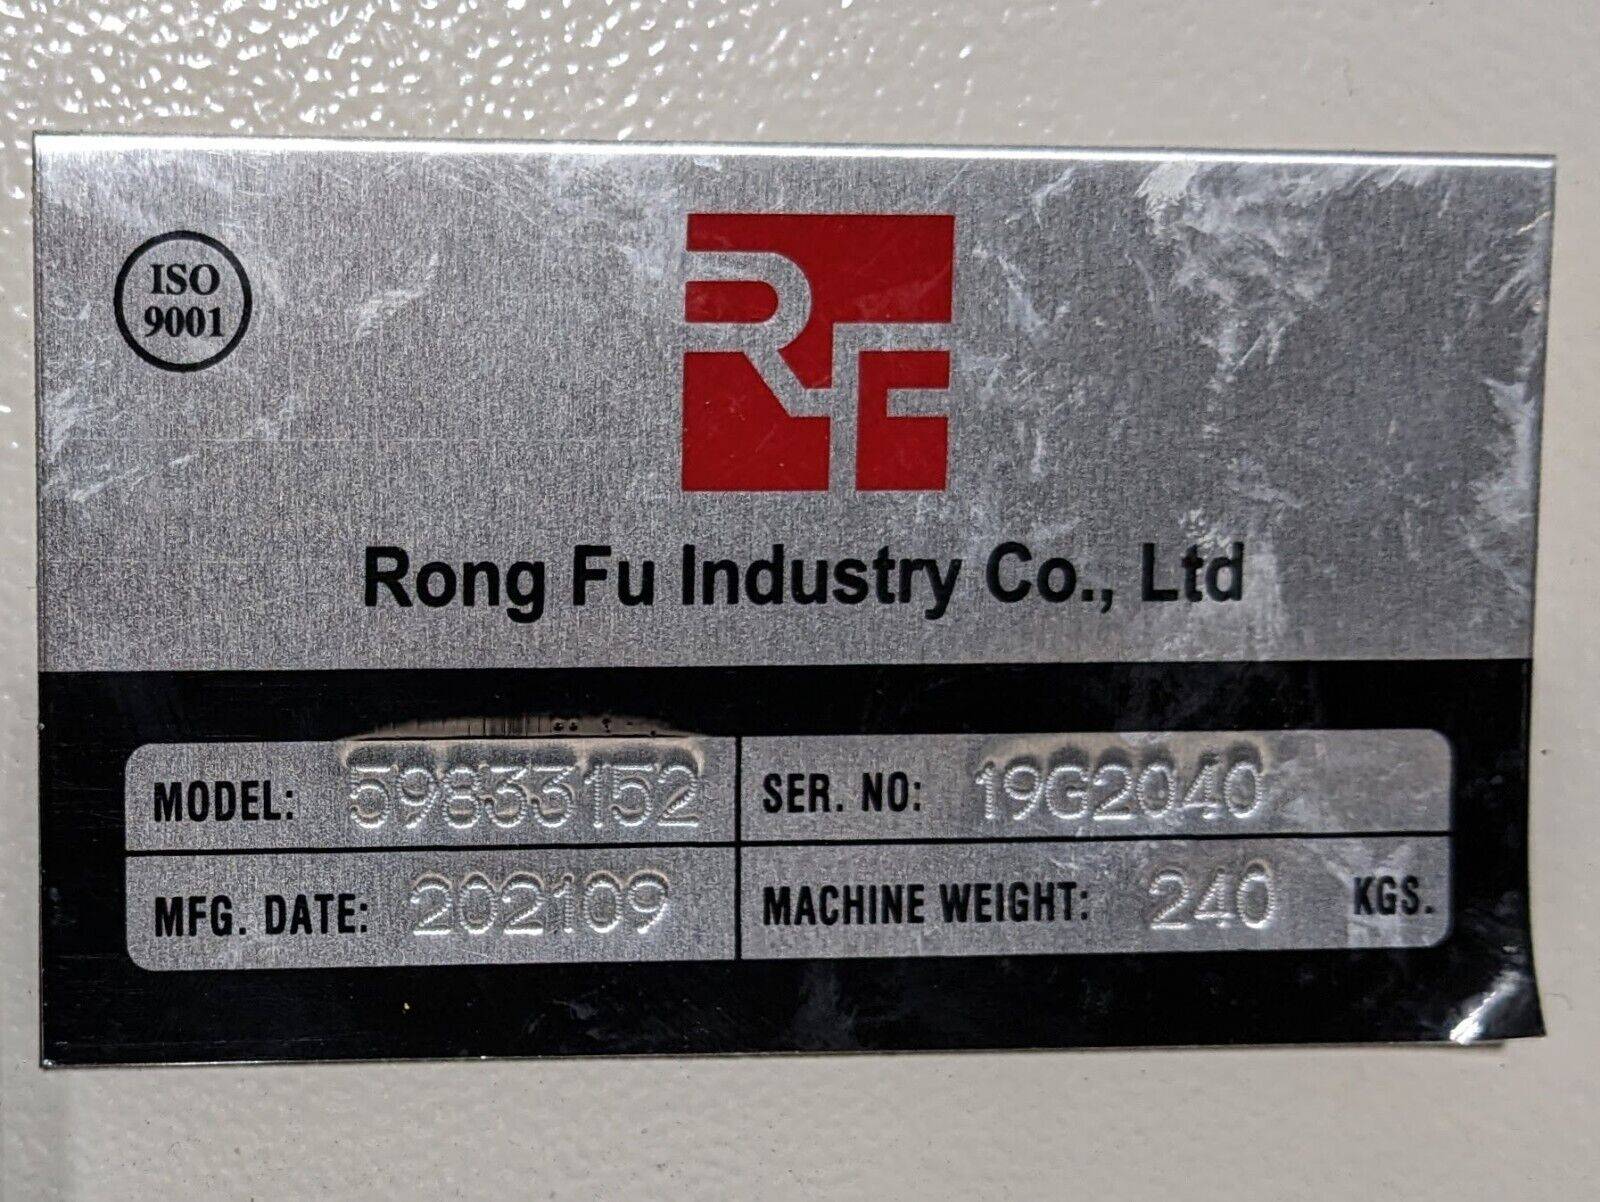 ISO
9001
RF
Rong Fu Industry Co., Ltd
MODEL: 59833152
SER. NO: 19G2040
MFG. DATE: 202109
MACHINE WEIGHT: 240 KGS.